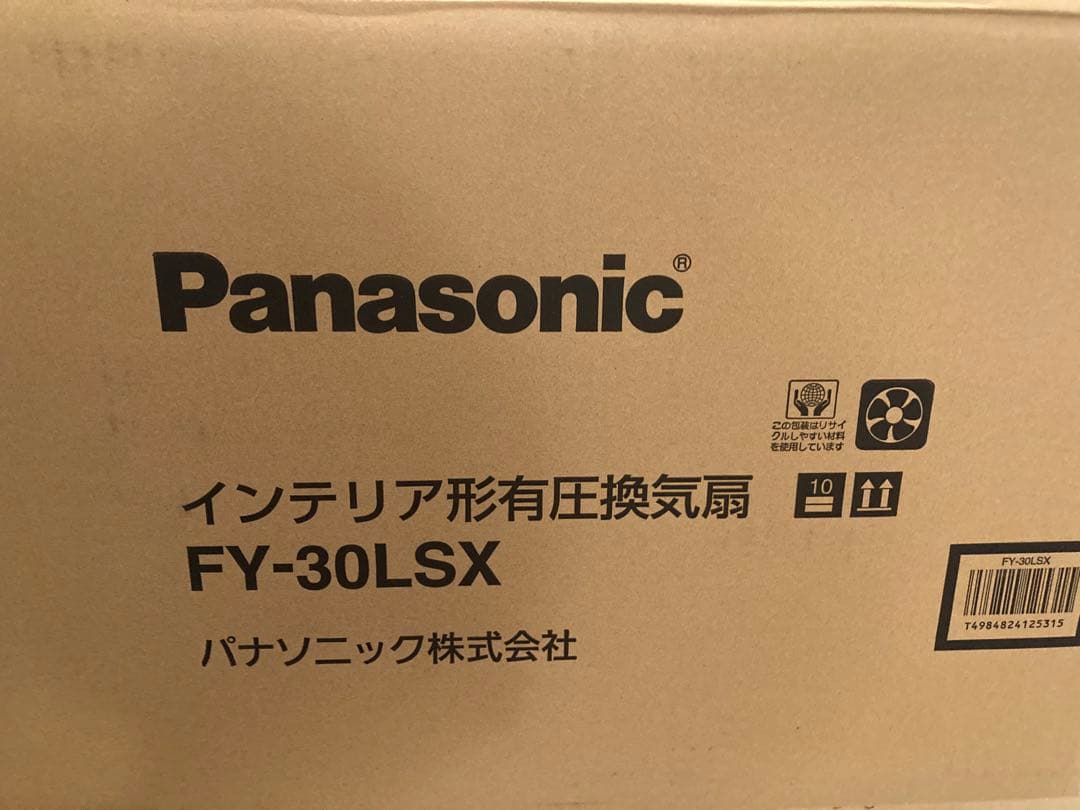 Panasonic®
この包装はリサイ
クルしやすい材料
を使用しています
インテリア形有圧換気扇
10
FY-30LSX
FY-30LSX
T4984824125315
パナソニック株式会社